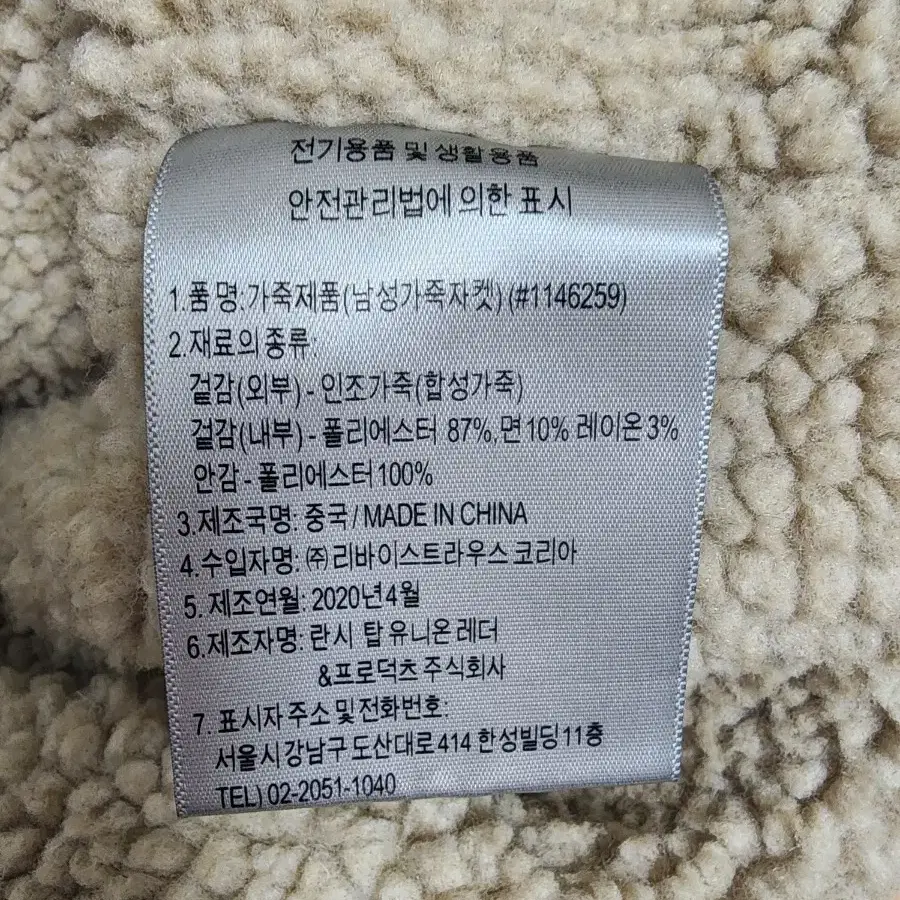 전기용품 및 생활용품
안전관리법에 의한 표시
1.품 명:가죽제품(남성가죽자켓) (#1146259)
2.재료의 종류:
겉감(외부) - 인조가죽(합성가죽)
겉감(내부) - 폴리에스터 87%,면10% 레이온3%
안감 - 폴리에스터100%
3.제조국명: 중국/ MADE IN CHINA
4.수입자명: ㈜리바이스트라우스 코리아
5. 제조연월: 2020년4월
6.제조자명: 란시 탑 유니온 레더
&프로덕츠 주식회사
7. 표시자 주소 및 전화번호:
서울시 강남구 도산대로 414 한성빌딩 11층
TEL) 02-2051-1040